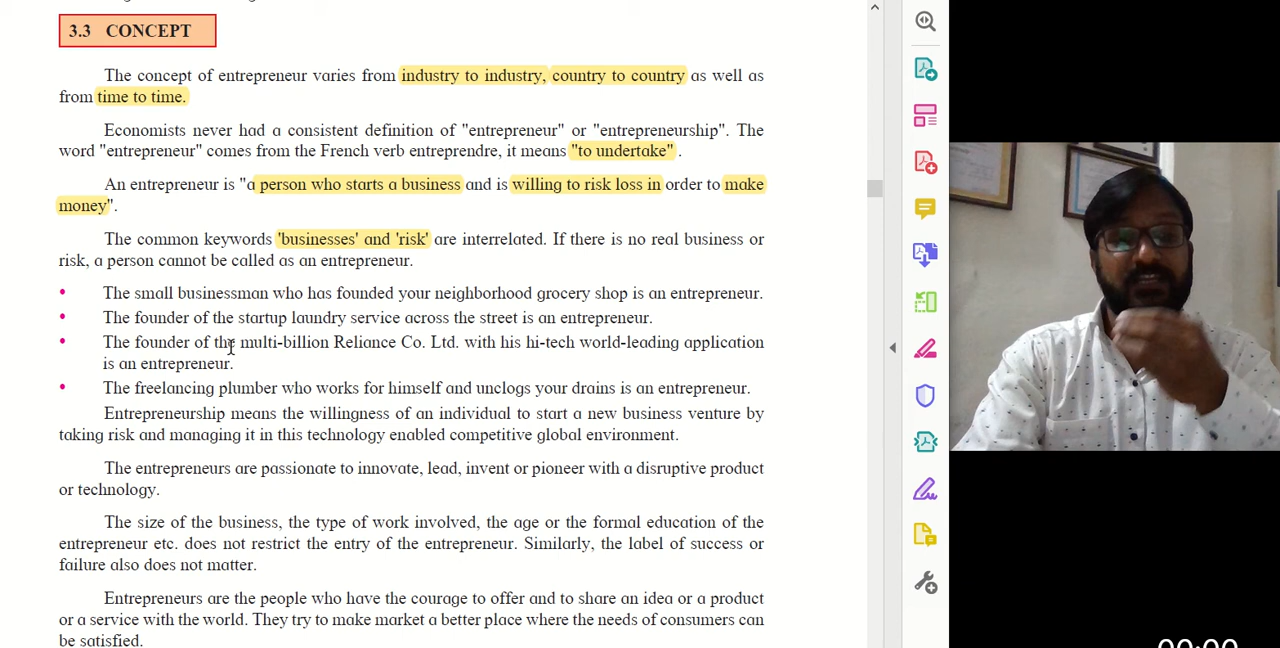 3.3 CONCEPT
The concept of entrepreneur varies from industry to industry, country to country as well as
from time to time.
Economists never had a consistent definition of "entrepreneur" or "entrepreneurship". The
word "entrepreneur" comes from the French verb entreprendre, it means "to undertake" .
An entrepreneur is "a person who starts a business and is willing to risk loss in order to make
money".
The common keywords 'businesses' and 'risk' are interrelated. If there is no real business or
risk, a person cannot be called as an entrepreneur.
• The small businessman who has founded your neighborhood grocery shop is an entrepreneur.
• The founder of the startup laundry service across the street is an entrepreneur.
• The founder of the multi-billion Reliance Co. Ltd. with his hi-tech world-leading application
is an entrepreneur.
• The freelancing plumber who works for himself and unclogs your drains is an entrepreneur.
Entrepreneurship means the willingness of an individual to start a new business venture by
taking risk and managing it in this technology enabled competitive global environment.
The entrepreneurs are passionate to innovate, lead, invent or pioneer with a disruptive product
or technology.
The size of the business, the type of work involved, the age or the formal education of the
entrepreneur etc. does not restrict the entry of the entrepreneur. Similarly, the label of success or
failure also does not matter.
Entrepreneurs are the people who have the courage to offer and to share an idea or a product
or a service with the world. They try to make market a better place where the needs of consumers can
be satisfied.